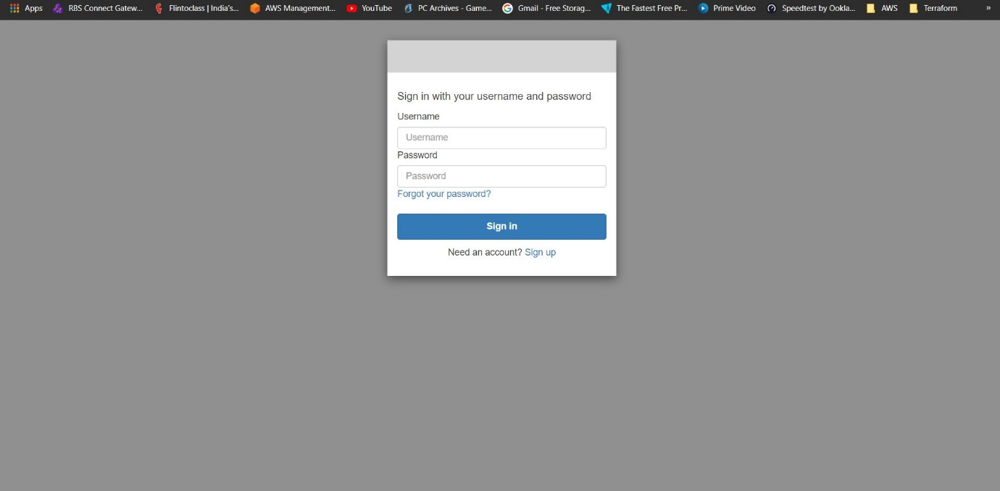 Apps RBS Connect Gatew... Flintoclass | India's... AWS Management... YouTube PC Archives - Game... Gmail - Free Storag... The Fastest Free Pr... Prime Video Speedtest by Ookla... AWS Terraform »
Sign in with your username and password
Username
Username
Password
Password
Forgot your password?
Sign in
Need an account? Sign up